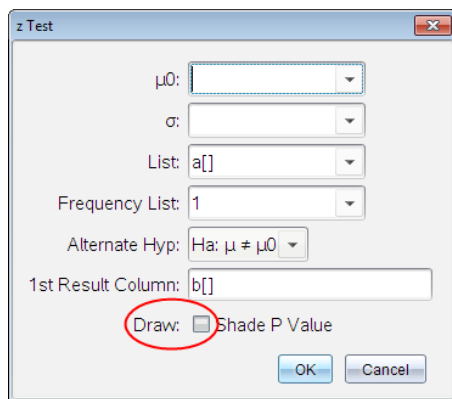 z Test
μ0:
σ:
List: a[]
Frequency List: 1
Alternate Hyp: Ha: μ ≠ μ0
1st Result Column: b[]
Draw: Shade P Value
OK Cancel